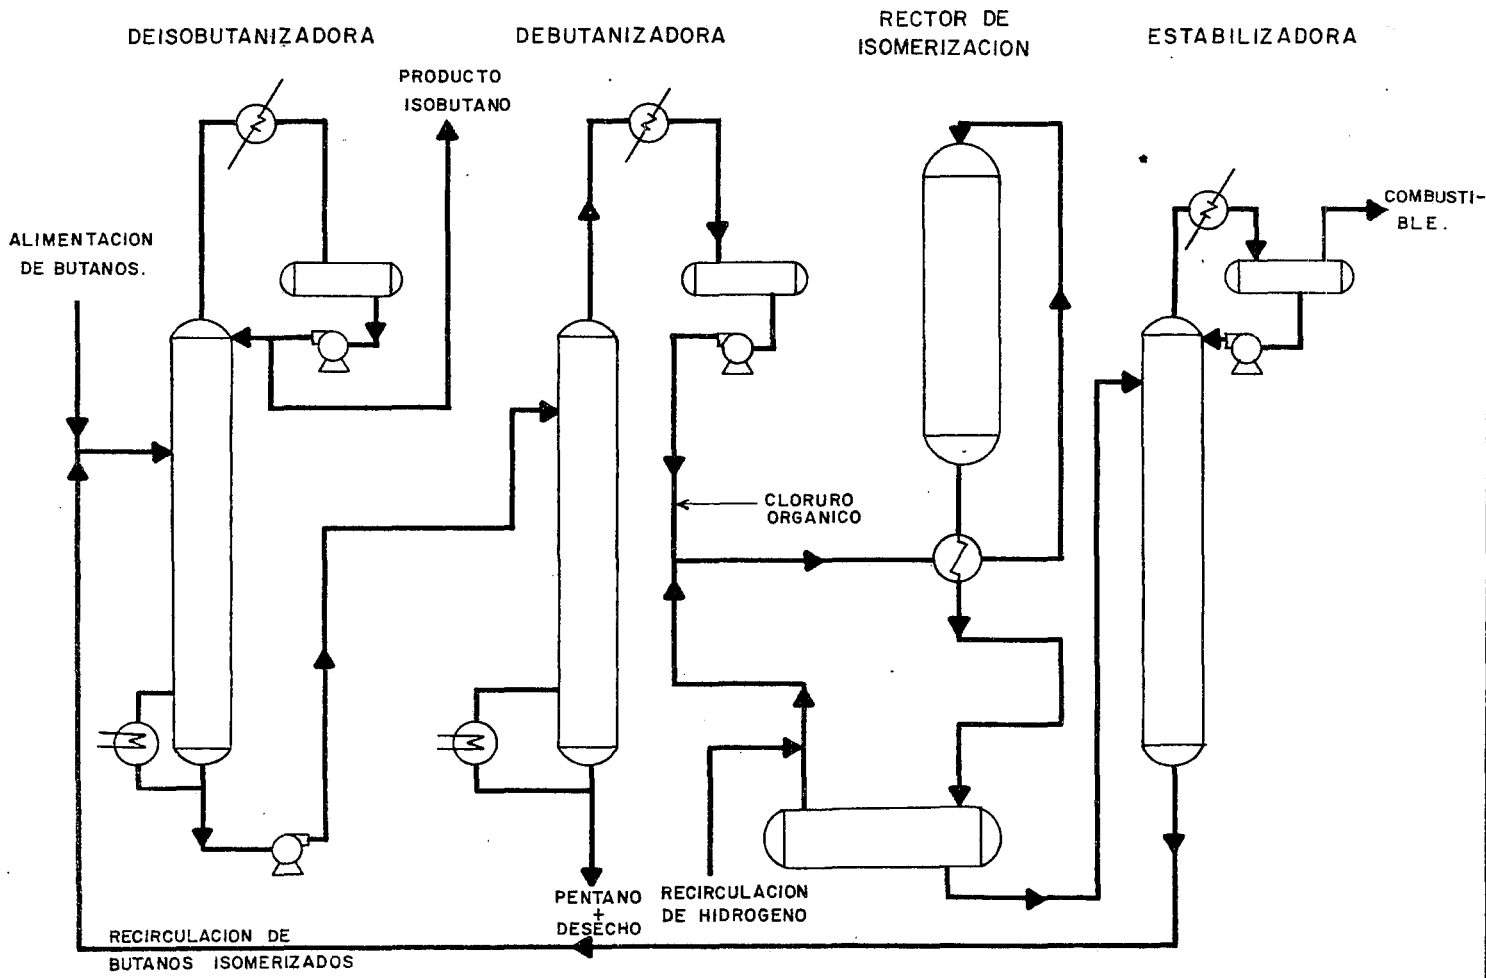 DEISOBUTANIZADORA
DEBUTANIZADORA
RECTOR DE
ISOMERIZACION
ESTABILIZADORA
PRODUCTO
ISOBUTANO
ALIMENTACION
DE BUTANOS.
COMBUSTI-
BLE.
CLORURO
ORGANICO
PENTANO
+
DESECHO
RECIRCULACION
DE HIDROGENO
RECIRCULACION DE
BUTANOS ISOMERIZADOS